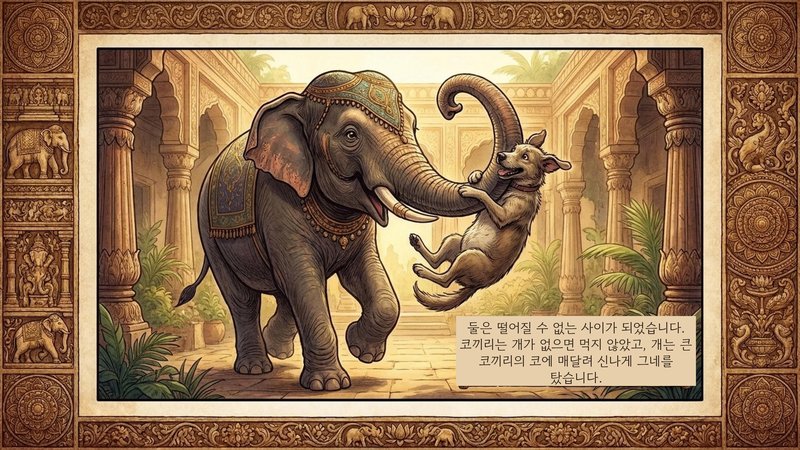 둘은 떨어질 수 없는 사이가 되었습니다.
코끼리는 개가 없으면 먹지 않았고, 개는 큰
코끼리의 코에 매달려 신나게 그네를
탔습니다.